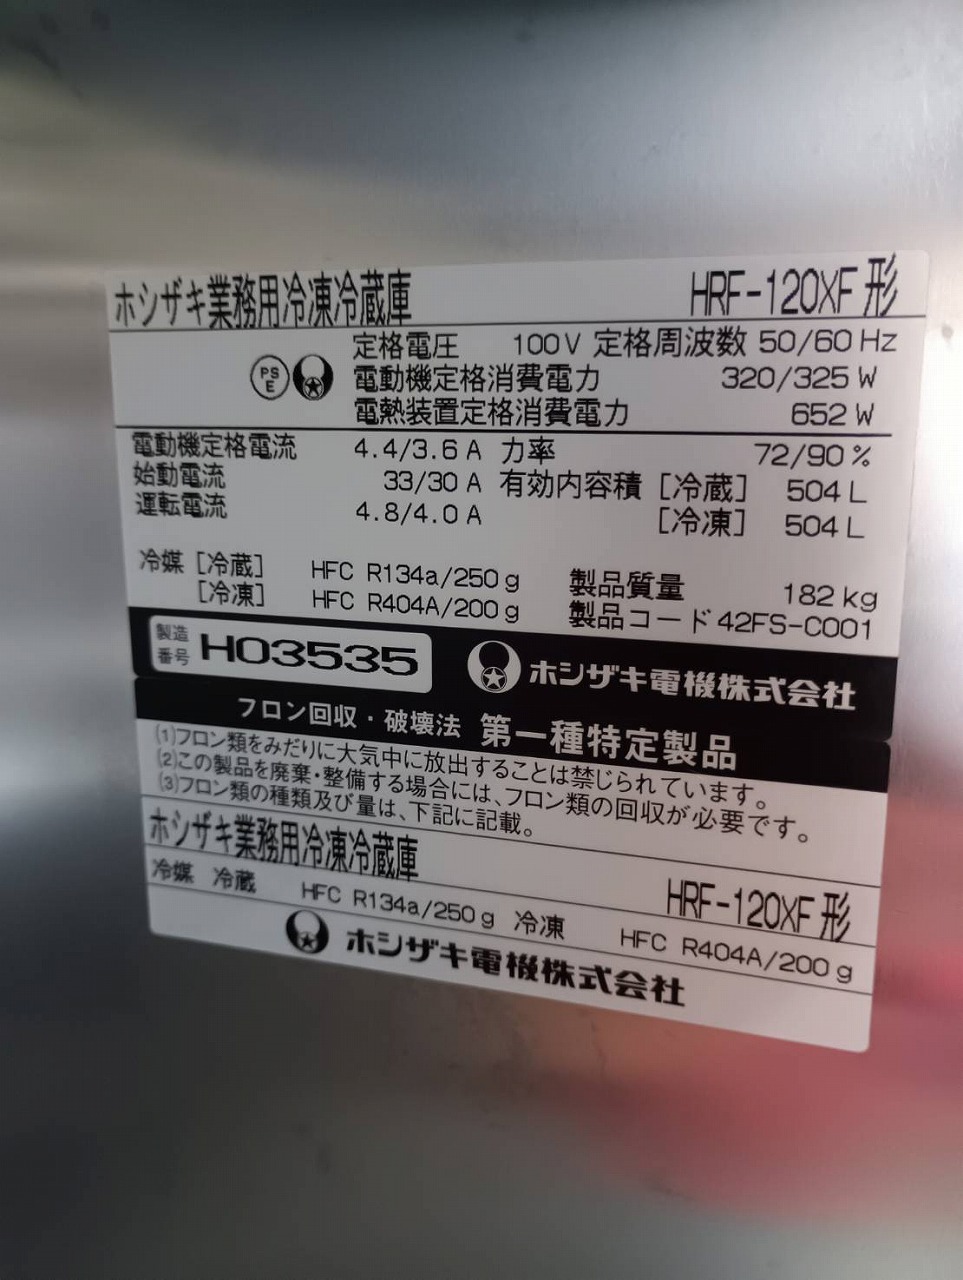 ホシザキ業務用冷凍冷蔵庫 HRF-120XF形
定格電圧 100V 定格周波数 50/60 Hz
PS E 電動機定格消費電力 320/325 W
電熱装置定格消費電力 652 W
電動機定格電流 4.4/3.6 A 力率 72/90 %
始動電流 33/30 A 有効内容積 [冷蔵] 504 L
運転電流 4.8/4.0 A [冷凍] 504 L
冷媒 [冷蔵] HFC R134a/250 g 製品質量 182 kg
[冷凍] HFC R404A/200 g 製品コード 42FS-C001
製造番号 H03535 ホシザキ電機株式会社
フロン回収・破壊法 第一種特定製品
(1)フロン類をみだりに大気中に放出することは禁じられています。
(2)この製品を廃棄・整備する場合には、フロン類の回収が必要です。
(3)フロン類の種類及び量は、下記に記載。
ホシザキ業務用冷凍冷蔵庫 HRF-120XF形
冷媒 冷蔵 HFC R134a/250 g 冷凍 HFC R404A/200 g
ホシザキ電機株式会社